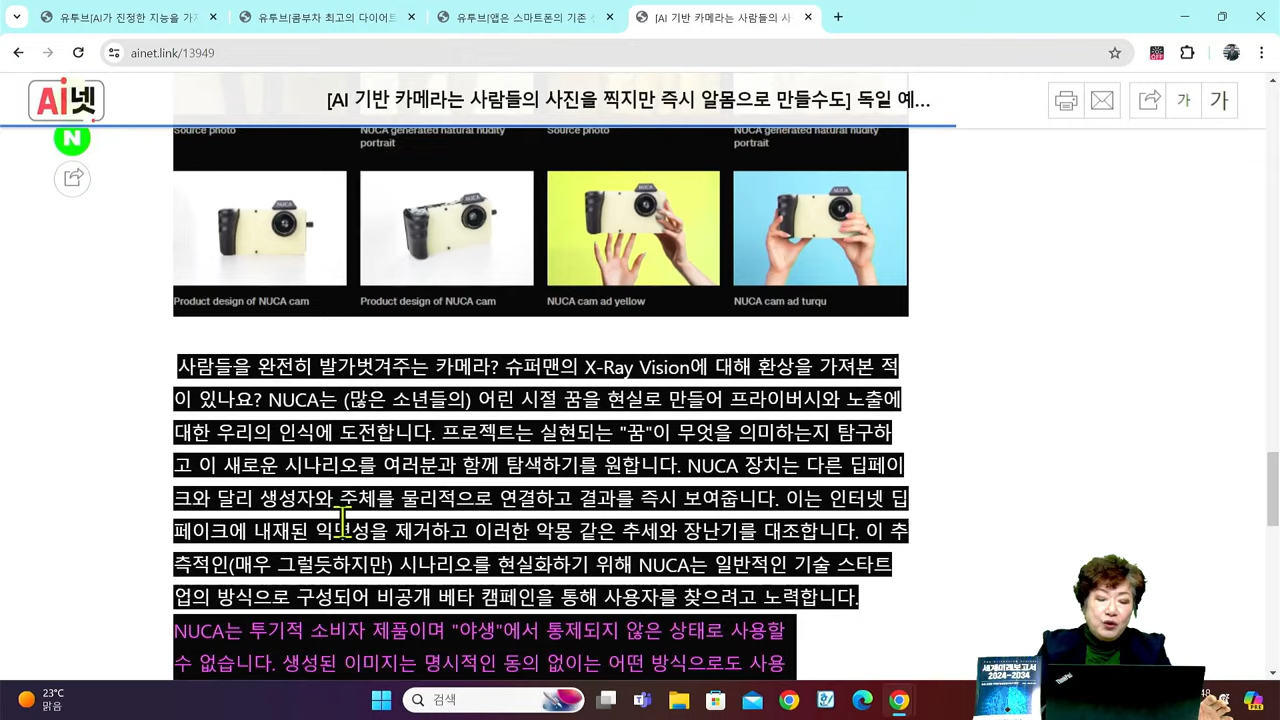 유투브[AI가 진정한 지능을 가지
유투브[콤부차 최고의 다이어트
유투브[앱은 스마트폰의 기존
[AI 기반 카메라는 사람들의 사
ainet.link/13949
OFF
Ai넷
[AI 기반 카메라는 사람들의 사진을 찍지만 즉시 알몸으로 만들수도] 독일 예...
가 가
N
Source photo
NUCA generated natural nudity
portrait
Source photo
NUCA generated natural nudity
portrait
NUCA
NUCA
NUCA
NUCA
Product design of NUCA cam
Product design of NUCA cam
NUCA cam ad yellow
NUCA cam ad turqu
사람들을 완전히 발가벗겨주는 카메라? 슈퍼맨의 X-Ray Vision에 대해 환상을 가져본 적
이 있나요? NUCA는 (많은 소년들의) 어린 시절 꿈을 현실로 만들어 프라이버시와 노출에
대한 우리의 인식에 도전합니다. 프로젝트는 실현되는 "꿈"이 무엇을 의미하는지 탐구하
고 이 새로운 시나리오를 여러분과 함께 탐색하기를 원합니다. NUCA 장치는 다른 딥페이
크와 달리 생성자와 주체를 물리적으로 연결하고 결과를 즉시 보여줍니다. 이는 인터넷 딥
페이크에 내재된 익명성을 제거하고 이러한 악몽 같은 추세와 장난기를 대조합니다. 이 추
측적인(매우 그럴듯하지만) 시나리오를 현실화하기 위해 NUCA는 일반적인 기술 스타트
업의 방식으로 구성되어 비공개 베타 캠페인을 통해 사용자를 찾으려고 노력합니다.
NUCA는 투기적 소비자 제품이며 "야생"에서 통제되지 않은 상태로 사용할
수 없습니다. 생성된 이미지는 명시적인 동의 없이는 어떤 방식으로도 사용
세계미래보고서
2024-2034
ThinkPad
23°C
맑음
검색